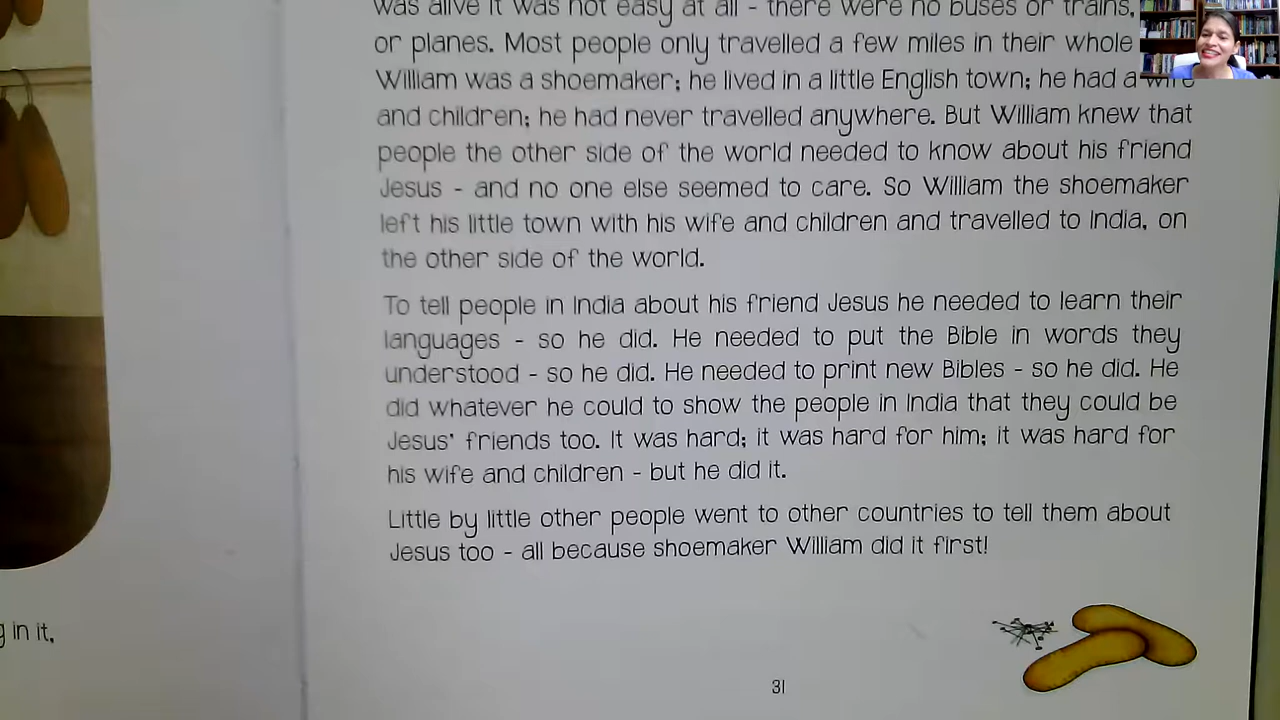 was alive it was not easy at all - there were no buses or trains,
or planes. Most people only travelled a few miles in their whole
William was a shoemaker; he lived in a little English town; he had a wife
and children; he had never travelled anywhere. But William knew that
people the other side of the world needed to know about his friend
Jesus - and no one else seemed to care. So William the shoemaker
left his little town with his wife and children and travelled to India, on
the other side of the world.
To tell people in India about his friend Jesus he needed to learn their
languages - so he did. He needed to put the Bible in words they
understood - so he did. He needed to print new Bibles - so he did. He
did whatever he could to show the people in India that they could be
Jesus' friends too. It was hard; it was hard for him; it was hard for
his wife and children - but he did it.
Little by little other people went to other countries to tell them about
Jesus too - all because shoemaker William did it first!
in it,
31